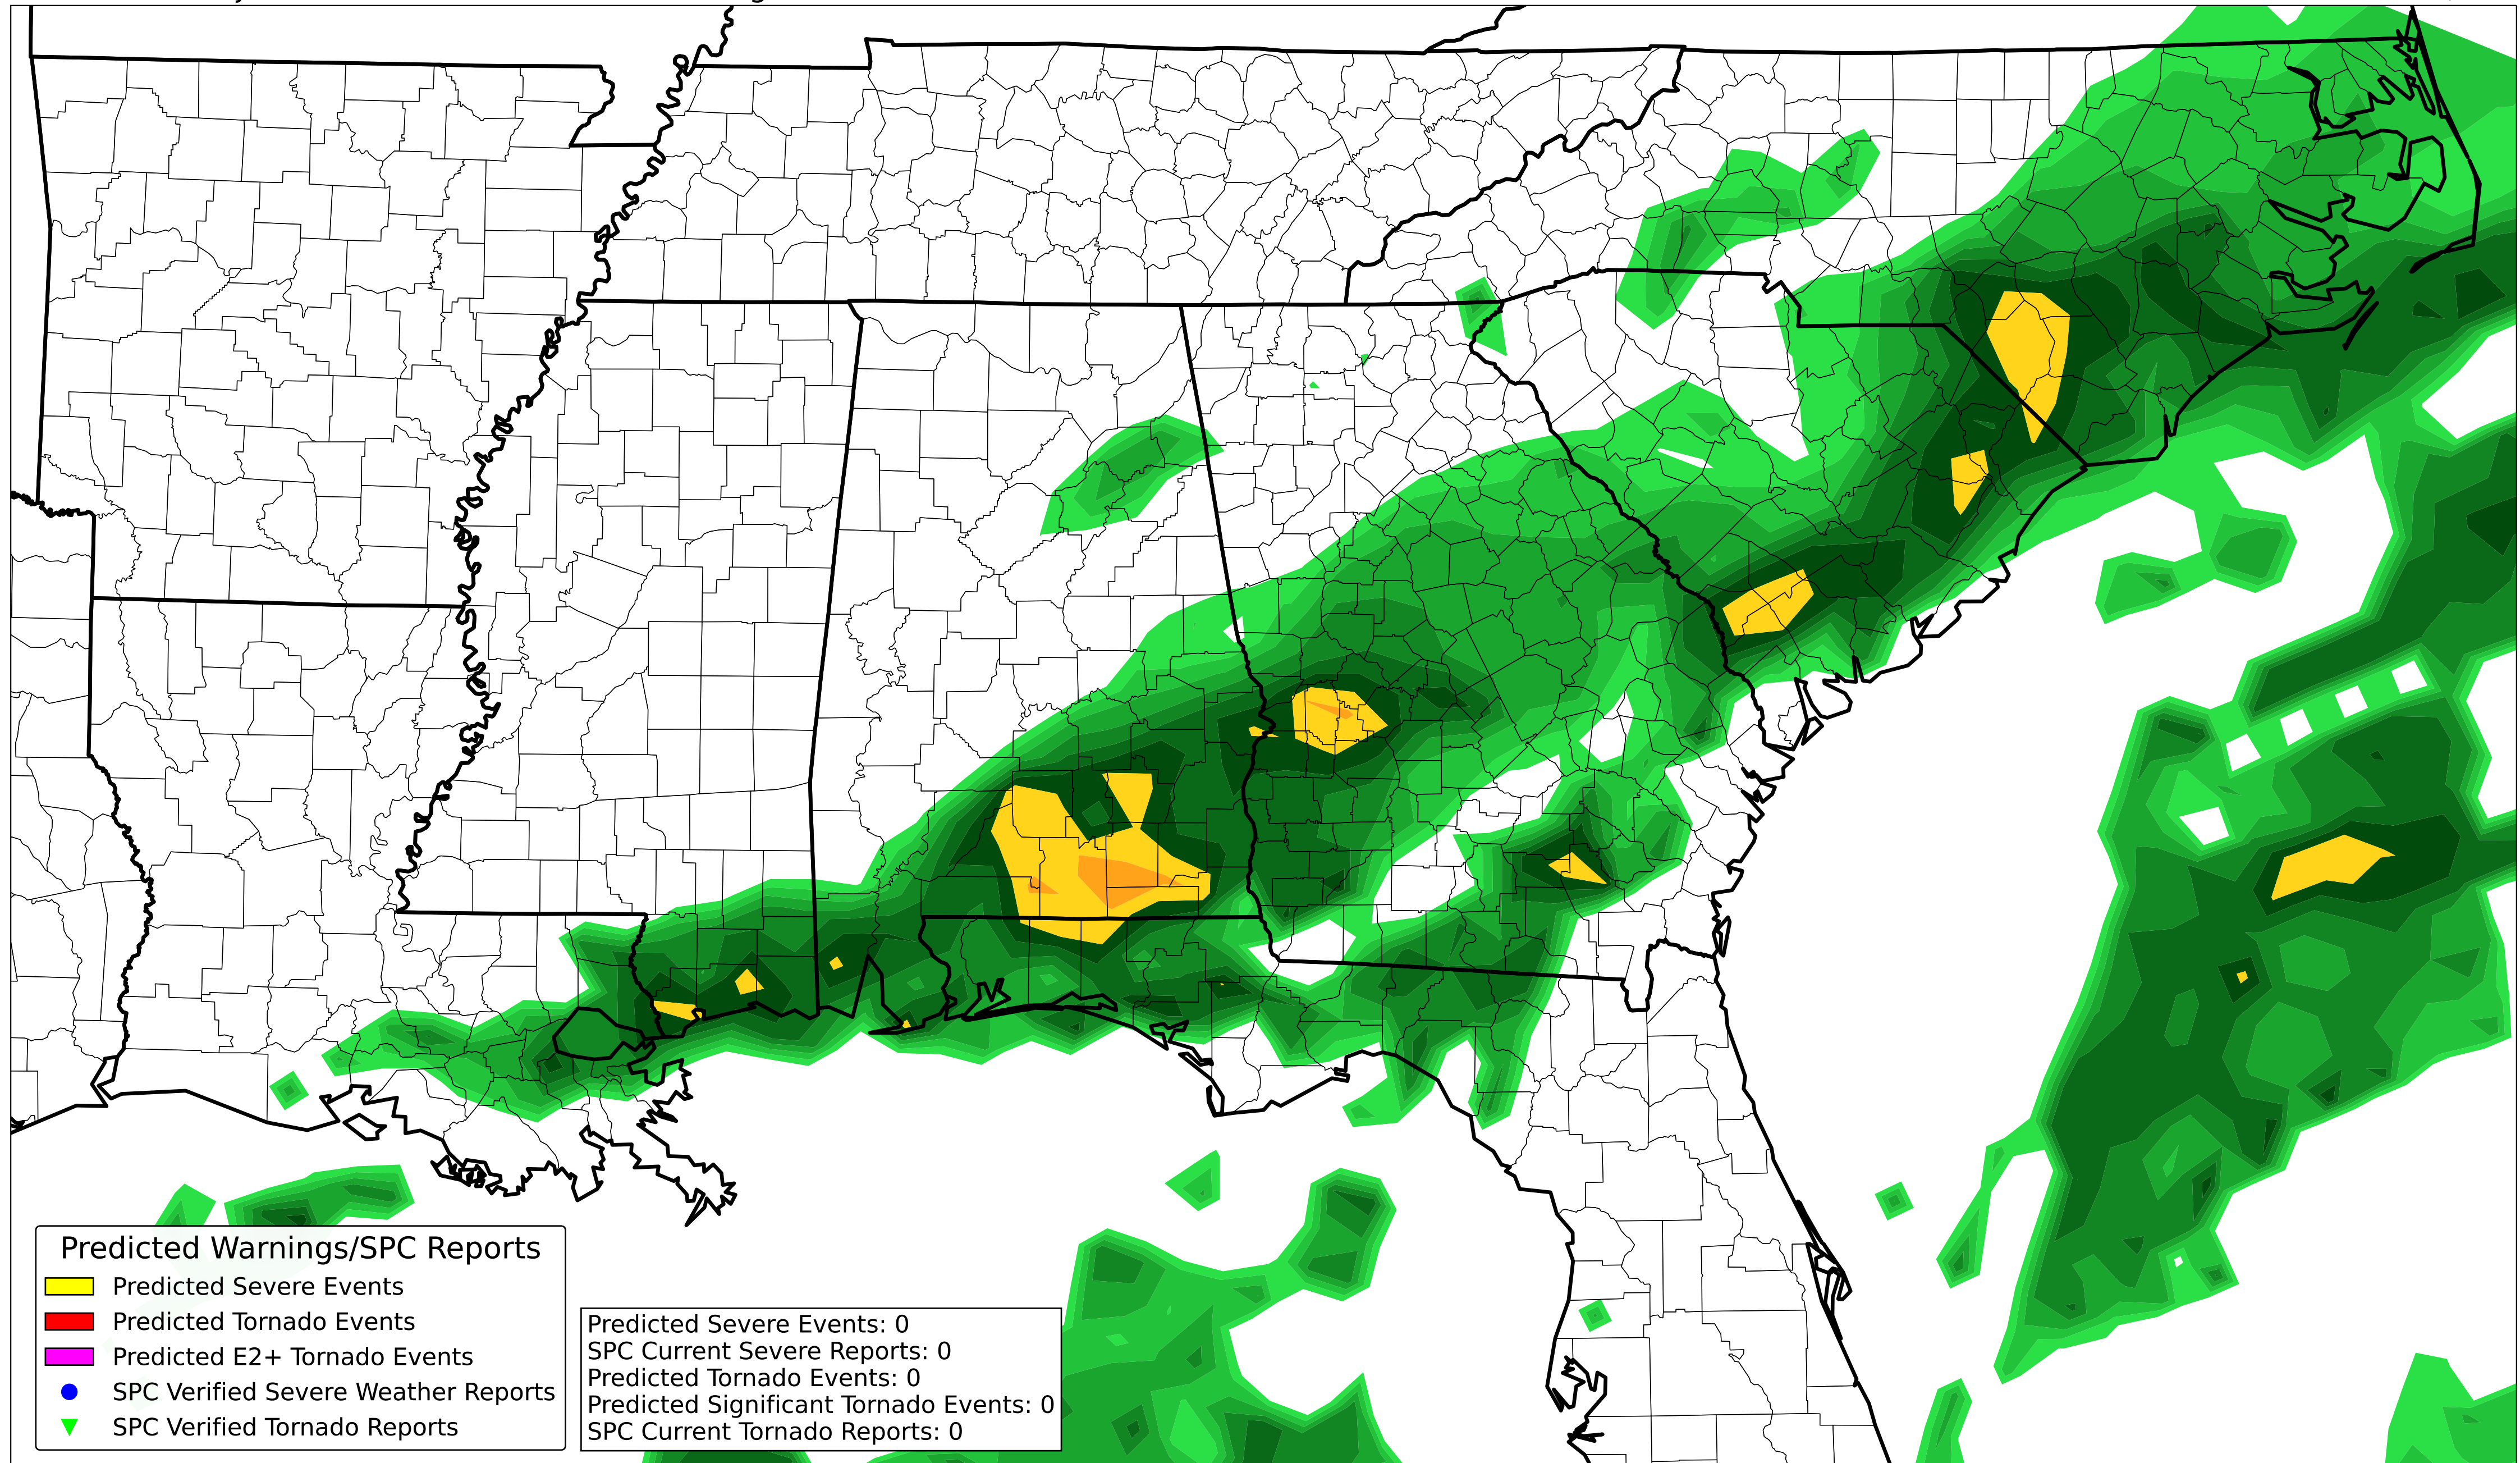 Predicted Warnings/SPC Reports
Predicted Severe Events
Predicted Tornado Events
Predicted E2+ Tornado Events
SPC Verified Severe Weather Reports
SPC Verified Tornado Reports
Predicted Severe Events: 0
SPC Current Severe Reports: 0
Predicted Tornado Events: 0
Predicted Significant Tornado Events: 0
SPC Current Tornado Reports: 0